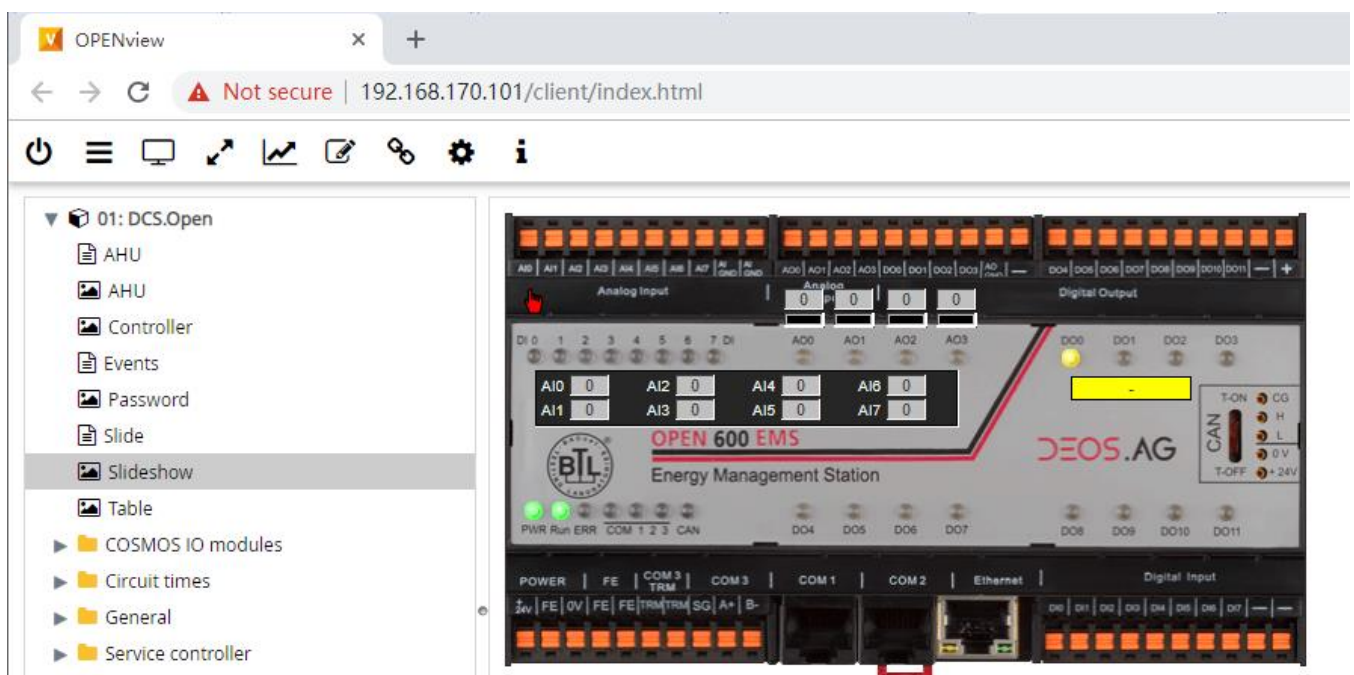 OPENview
Not secure | 192.168.170.101/client/index.html
01: DCS.Open
AHU
AHU
Controller
Events
Password
Slide
Slideshow
Table
COSMOS IO modules
Circuit times
General
Service controller
AI0 AI1 AI2 AI3 AI4 AI5 AI6 AI7 AI GND AI GND
AO0 AO1 AO2 AO3 DO0 DO1 DO2 DO3 AO GND —
DO4 DO5 DO6 DO7 DO8 DO9 DO10 DO11 — +
Analog Input
Analog
Digital Output
0 0 0 0
DI 0 1 2 3 4 5 6 7 DI
AO0 AO1 AO2 AO3
DO0 DO1 DO2 DO3
AI0 0 AI2 0 AI4 0 AI6 0
AI1 0 AI3 0 AI5 0 AI7 0
-
T-ON
CAN
T-OFF
CG
H
L
0 V
+ 24V
BTL
OPEN 600 EMS
Energy Management Station
DEOS.AG
PWR Run ERR COM 1 2 3 CAN
DO4 DO5 DO6 DO7
DO8 DO9 DO10 DO11
POWER | FE | COM 3 TRM | COM 3 | COM 1 | COM 2 | Ethernet |
Digital Input
+ 24V FE 0V FE FE TRM TRM SG A+ B-
DI0 DI1 DI2 DI3 DI4 DI5 DI6 DI7 — —